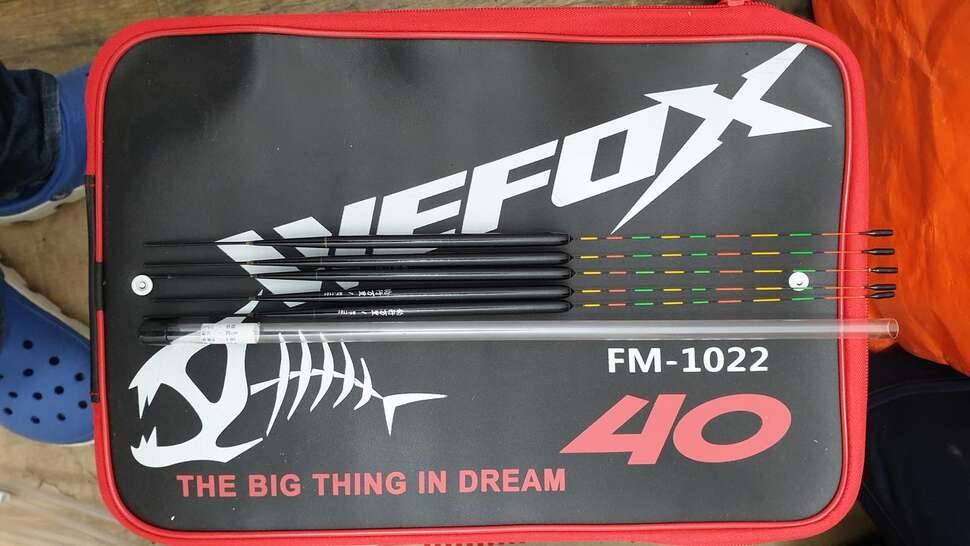 WEFOX
FM-1022
40
THE BIG THING IN DREAM